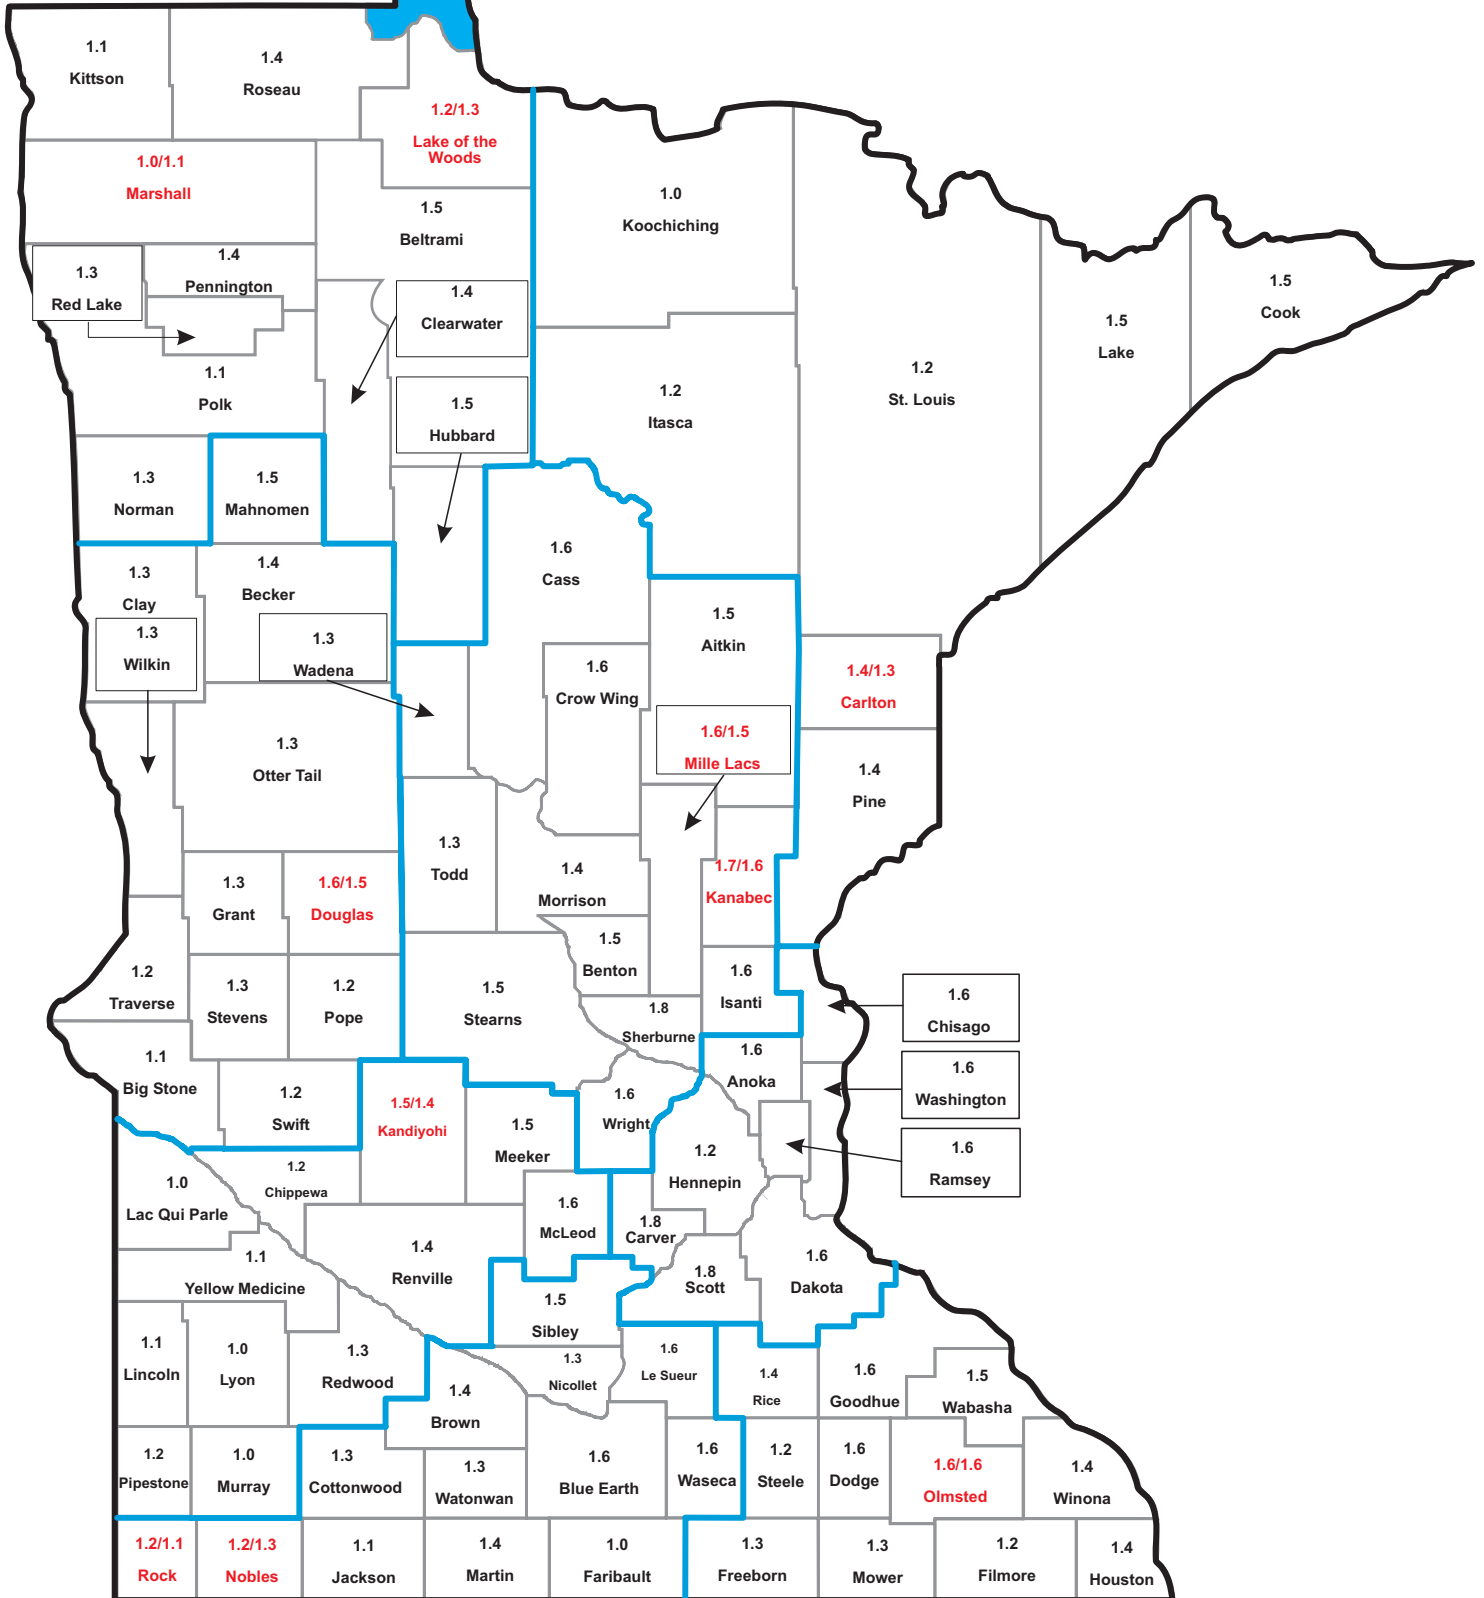 1.1
Kittson
1.4
Roseau
1.2/1.3
Lake of the
Woods
1.0/1.1
Marshall
1.5
Beltrami
1.0
Koochiching
1.3
Red Lake
1.4
Pennington
1.4
Clearwater
1.5
Cook
1.5
Lake
1.2
St. Louis
1.1
Polk
1.5
Hubbard
1.2
Itasca
1.3
Norman
1.5
Mahnomen
1.3
Clay
1.4
Becker
1.6
Cass
1.3
Wilkin
1.3
Wadena
1.5
Aitkin
1.6
Crow Wing
1.4/1.3
Carlton
1.6/1.5
Mille Lacs
1.3
Otter Tail
1.4
Pine
1.3
Grant
1.6/1.5
Douglas
1.3
Todd
1.4
Morrison
1.7/1.6
Kanabec
1.2
Traverse
1.3
Stevens
1.2
Pope
1.5
Stearns
1.5
Benton
1.8
Sherburne
1.6
Isanti
1.6
Chisago
1.1
Big Stone
1.2
Swift
1.5/1.4
Kandiyohi
1.5
Meeker
1.6
Wright
1.6
Anoka
1.6
Washington
1.0
Lac Qui Parle
1.2
Chippewa
1.6
McLeod
1.2
Hennepin
1.6
Ramsey
1.8
Carver
1.1
Yellow Medicine
1.4
Renville
1.8
Scott
1.6
Dakota
1.5
Sibley
1.1
Lincoln
1.0
Lyon
1.3
Redwood
1.4
Brown
1.3
Nicollet
1.6
Le Sueur
1.4
Rice
1.6
Goodhue
1.5
Wabasha
1.2
Pipestone
1.0
Murray
1.3
Cottonwood
1.3
Watonwan
1.6
Blue Earth
1.6
Waseca
1.2
Steele
1.6
Dodge
1.6/1.6
Olmsted
1.4
Winona
1.2/1.1
Rock
1.2/1.3
Nobles
1.1
Jackson
1.4
Martin
1.0
Faribault
1.3
Freeborn
1.3
Mower
1.2
Filmore
1.4
Houston